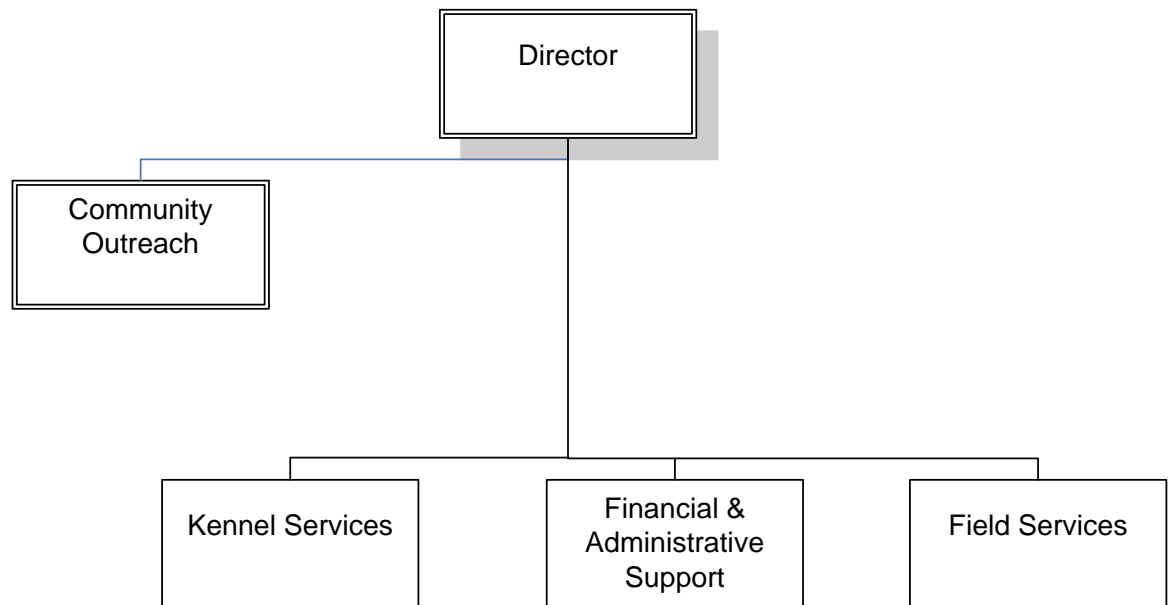 Director
Community
Outreach
Kennel Services
Financial &
Administrative
Support
Field Services